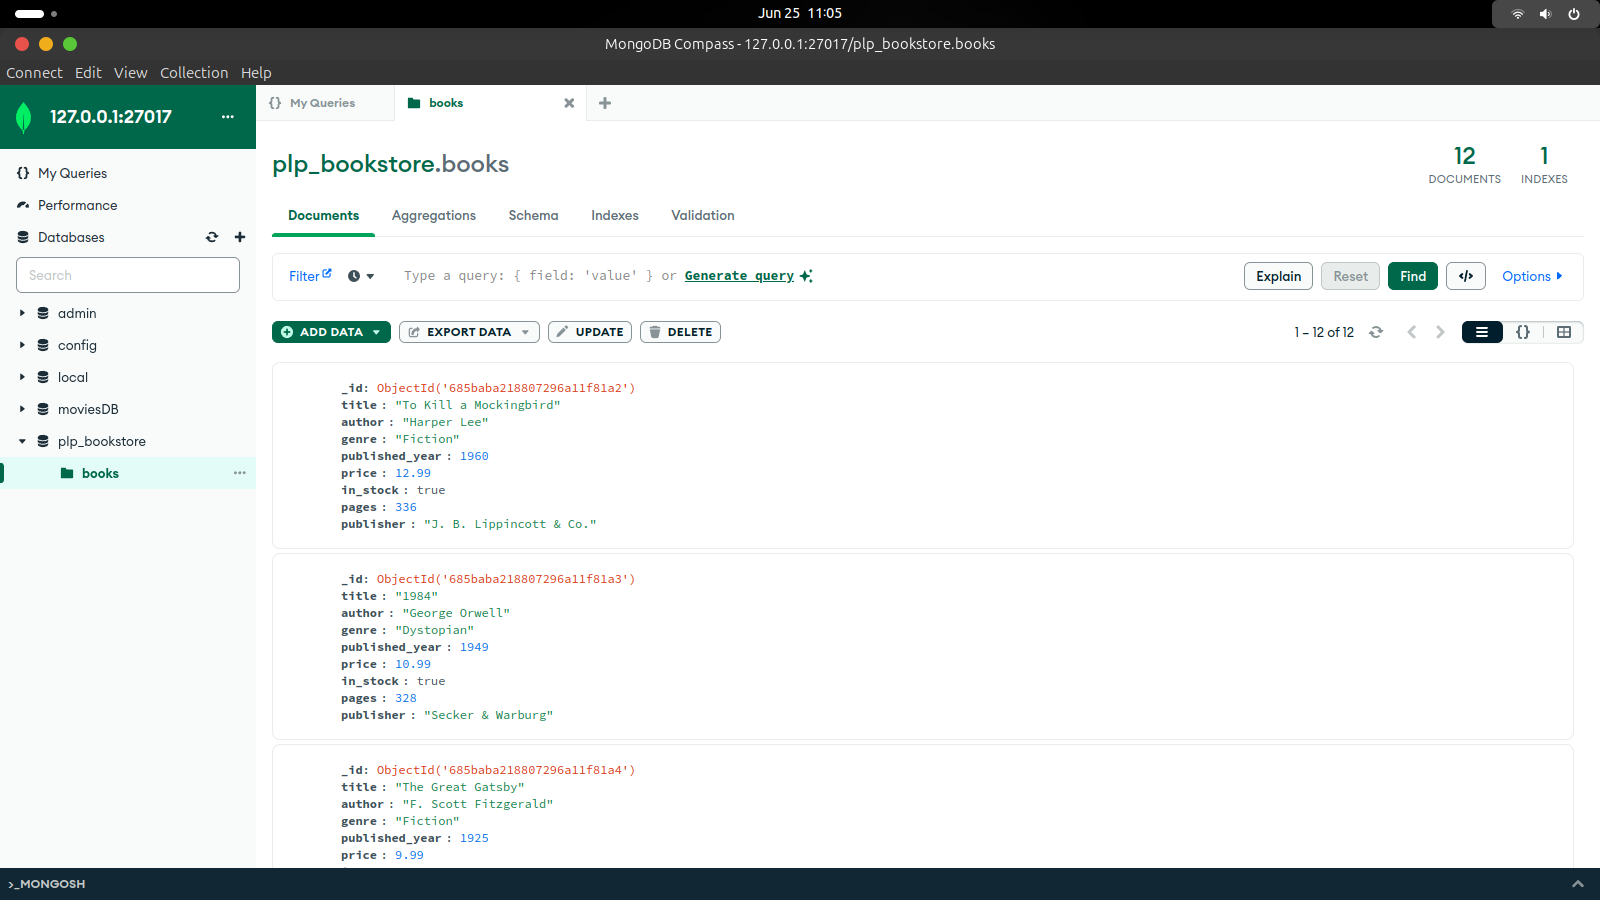 Jun 25 11:05
MongoDB Compass - 127.0.0.1:27017/plp_bookstore.books
Connect Edit View Collection Help
127.0.0.1:27017
My Queries
Performance
Databases
Search
admin
config
local
moviesDB
plp_bookstore
books
{} My Queries
books
plp_bookstore.books
12
DOCUMENTS
1
INDEXES
Documents Aggregations Schema Indexes Validation
Filter
Type a query: { field: 'value' } or Generate query
Explain Reset Find </> Options
ADD DATA EXPORT DATA UPDATE DELETE
1 – 12 of 12
{}
_id: ObjectId('685baba218807296a11f81a2')
title : "To Kill a Mockingbird"
author : "Harper Lee"
genre : "Fiction"
published_year : 1960
price : 12.99
in_stock : true
pages : 336
publisher : "J. B. Lippincott & Co."
_id: ObjectId('685baba218807296a11f81a3')
title : "1984"
author : "George Orwell"
genre : "Dystopian"
published_year : 1949
price : 10.99
in_stock : true
pages : 328
publisher : "Secker & Warburg"
_id: ObjectId('685baba218807296a11f81a4')
title : "The Great Gatsby"
author : "F. Scott Fitzgerald"
genre : "Fiction"
published_year : 1925
price : 9.99
>_MONGOSH